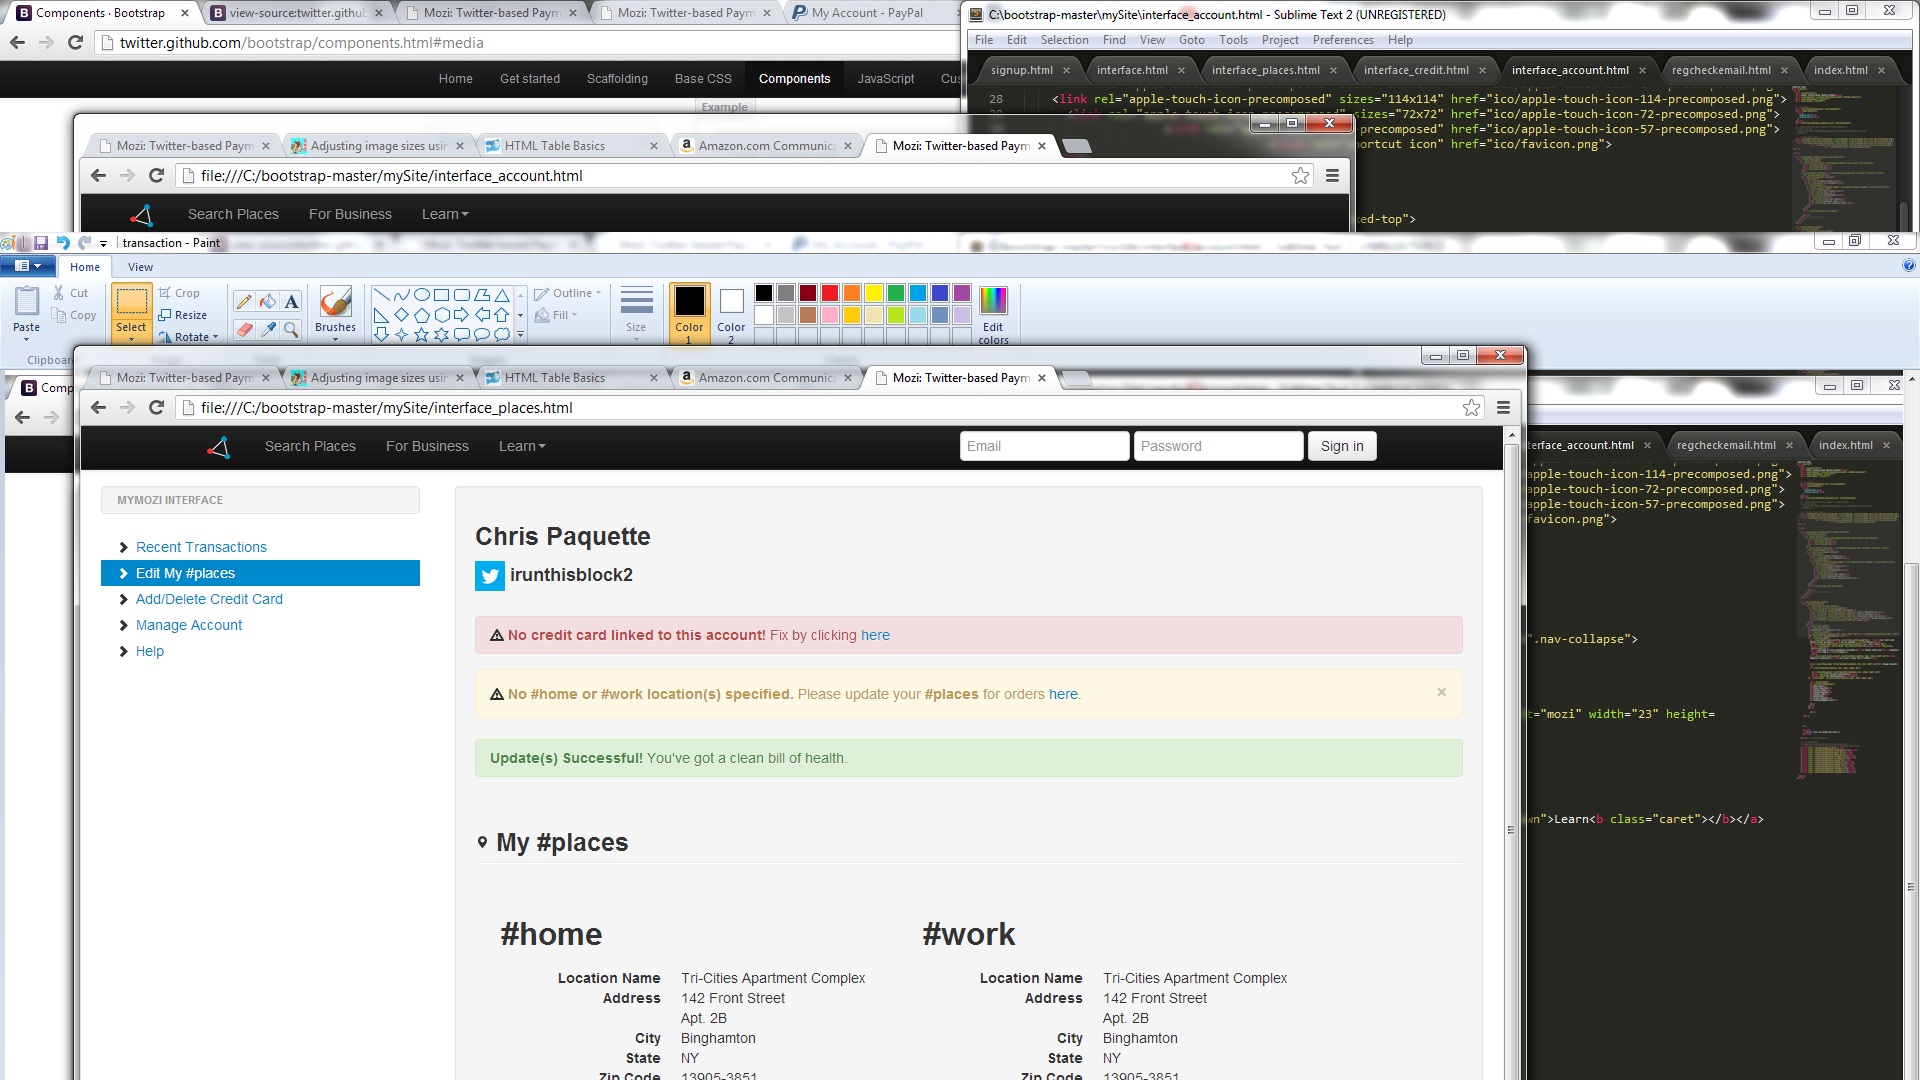 Components · Bootstrap
view-source:twitter.github
Mozi: Twitter-based Paym
Mozi: Twitter-based Paym
My Account - PayPal
twitter.github.com/bootstrap/components.html#media
Home Get started Scaffolding Base CSS Components JavaScript Cus
Example
C:\bootstrap-master\mySite\interface_account.html - Sublime Text 2 (UNREGISTERED)
File Edit Selection Find View Goto Tools Project Preferences Help
signup.html interface.html interface_places.html interface_credit.html interface_account.html regcheckemail.html index.html
28 <link rel="apple-touch-icon-precomposed" sizes="114x114" href="ico/apple-touch-icon-114-precomposed.png">
sizes="72x72" href="ico/apple-touch-icon-72-precomposed.png">
-precomposed" href="ico/apple-touch-icon-57-precomposed.png">
shortcut icon" href="ico/favicon.png">
ked-top">
Mozi: Twitter-based Paym
Adjusting image sizes usin
HTML Table Basics
Amazon.com Communica
Mozi: Twitter-based Paym
file:///C:/bootstrap-master/mySite/interface_account.html
Search Places For Business Learn
transaction - Paint
Home View
Paste Cut Copy Clipboar
Select Crop Resize Rotate
Brushes
Outline Fill
Size
Color 1
Color 2
Edit colors
Comp
Mozi: Twitter-based Paym
Adjusting image sizes usin
HTML Table Basics
Amazon.com Communica
Mozi: Twitter-based Paym
file:///C:/bootstrap-master/mySite/interface_places.html
Search Places For Business Learn Email Password Sign in
MYMOZI INTERFACE
Recent Transactions
Edit My #places
Add/Delete Credit Card
Manage Account
Help
Chris Paquette
irunthisblock2
No credit card linked to this account! Fix by clicking here
No #home or #work location(s) specified. Please update your #places for orders here. ×
Update(s) Successful! You've got a clean bill of health.
My #places
#home
Location Name Tri-Cities Apartment Complex
Address 142 Front Street
Apt. 2B
City Binghamton
State NY
Zip Code 13905-3851
#work
Location Name Tri-Cities Apartment Complex
Address 142 Front Street
Apt. 2B
City Binghamton
State NY
Zip Code 13905-3851
terface_account.html regcheckemail.html index.html
apple-touch-icon-114-precomposed.png">
apple-touch-icon-72-precomposed.png">
apple-touch-icon-57-precomposed.png">
favicon.png">
".nav-collapse">
t="mozi" width="23" height=
wn">Learn<b class="caret"></b></a>